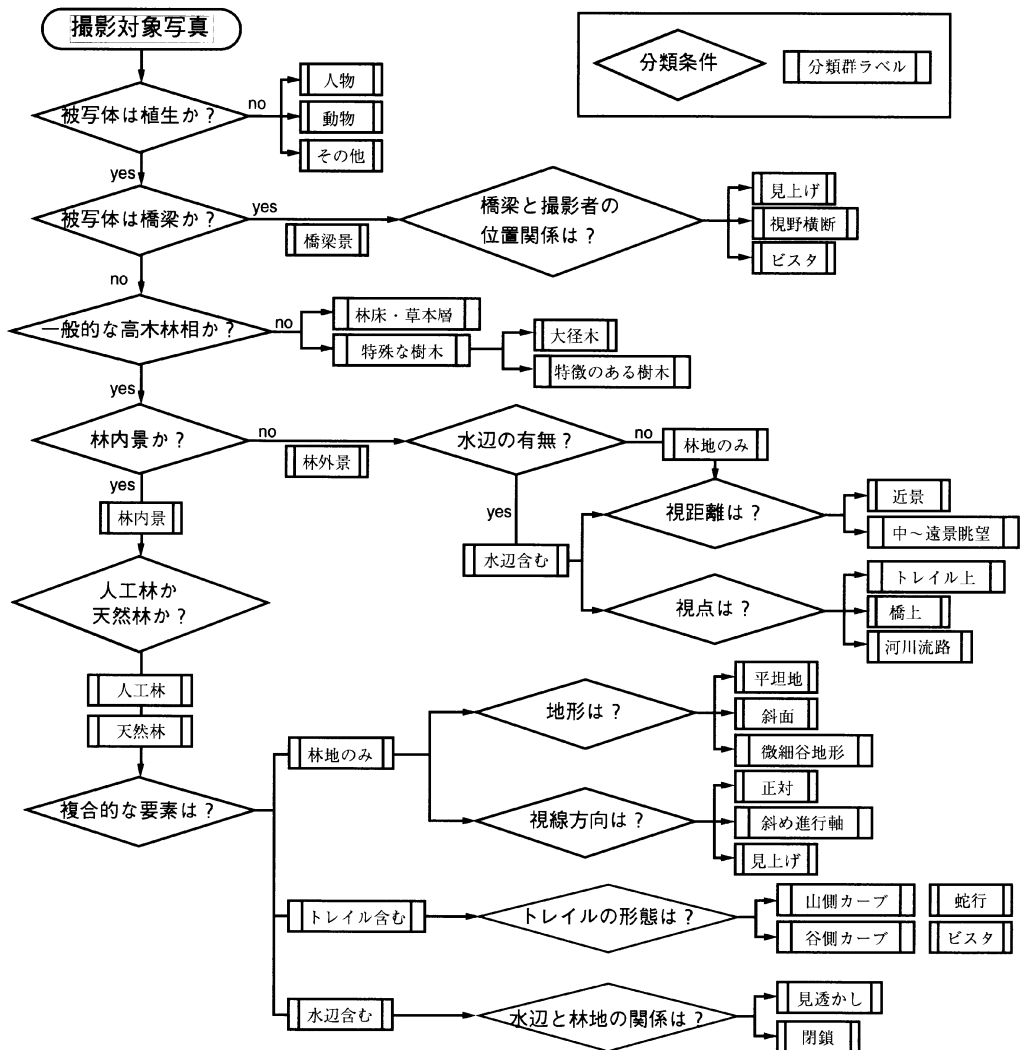 撮影対象写真
分類条件
分類群ラベル
被写体は植生か?
no
人物
動物
その他
yes
被写体は橋梁か?
yes
橋梁景
橋梁と撮影者の
位置関係は?
見上げ
視野横断
ビスタ
no
一般的な高木林相か?
no
林床・草本層
特殊な樹木
大径木
特徴のある樹木
yes
林内景か?
no
林外景
水辺の有無?
no
林地のみ
yes
水辺含む
視距離は?
近景
中~遠景眺望
視点は?
トレイル上
橋上
河川流路
yes
林内景
人工林か
天然林か?
人工林
天然林
複合的な要素は?
林地のみ
地形は?
平坦地
斜面
微細谷地形
視線方向は?
正対
斜め進行軸
見上げ
トレイル含む
トレイルの形態は?
山側カーブ
蛇行
谷側カーブ
ビスタ
水辺含む
水辺と林地の関係は?
見透かし
閉鎖